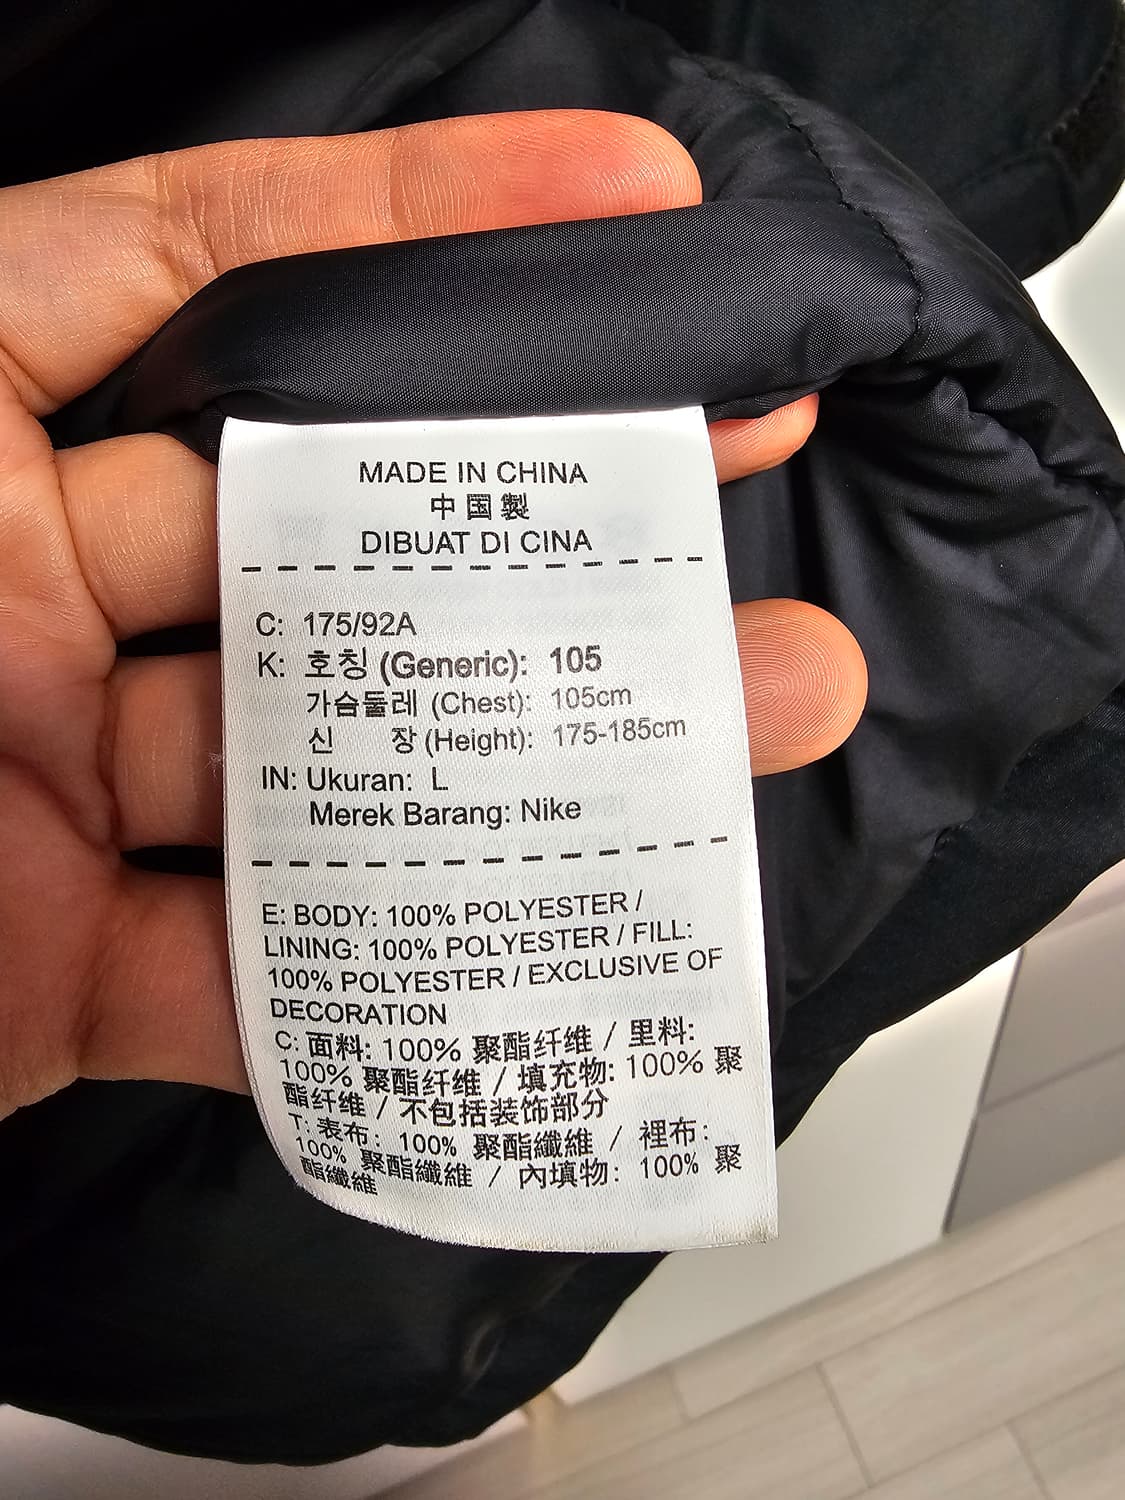 MADE IN CHINA
中国製
DIBUAT DI CINA
C: 175/92A
K: 호칭 (Generic): 105
가슴둘레 (Chest): 105cm
신 장 (Height): 175-185cm
IN: Ukuran: L
Merek Barang: Nike
E: BODY: 100% POLYESTER /
LINING: 100% POLYESTER / FILL:
100% POLYESTER / EXCLUSIVE OF
DECORATION
C: 面料: 100% 聚酯纤维 / 里料:
100% 聚酯纤维 / 填充物: 100% 聚
酯纤维 / 不包括装饰部分
T: 表布: 100% 聚酯纖維 / 裡布:
100% 聚酯纖維 / 內填物: 100% 聚
酯纖維